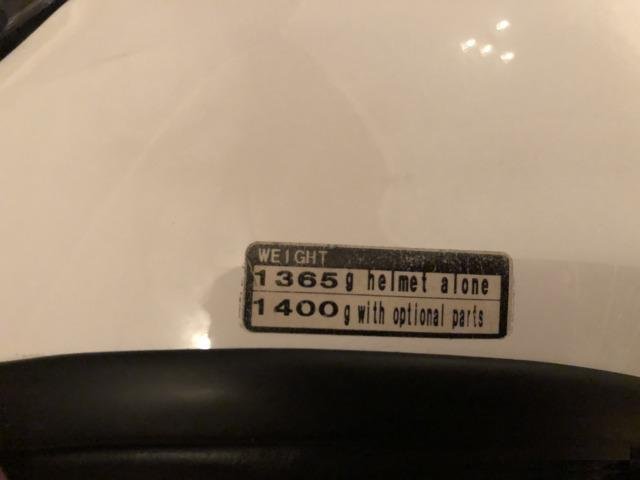 WEIGHT
1365g helmet alone
1400g with optional parts